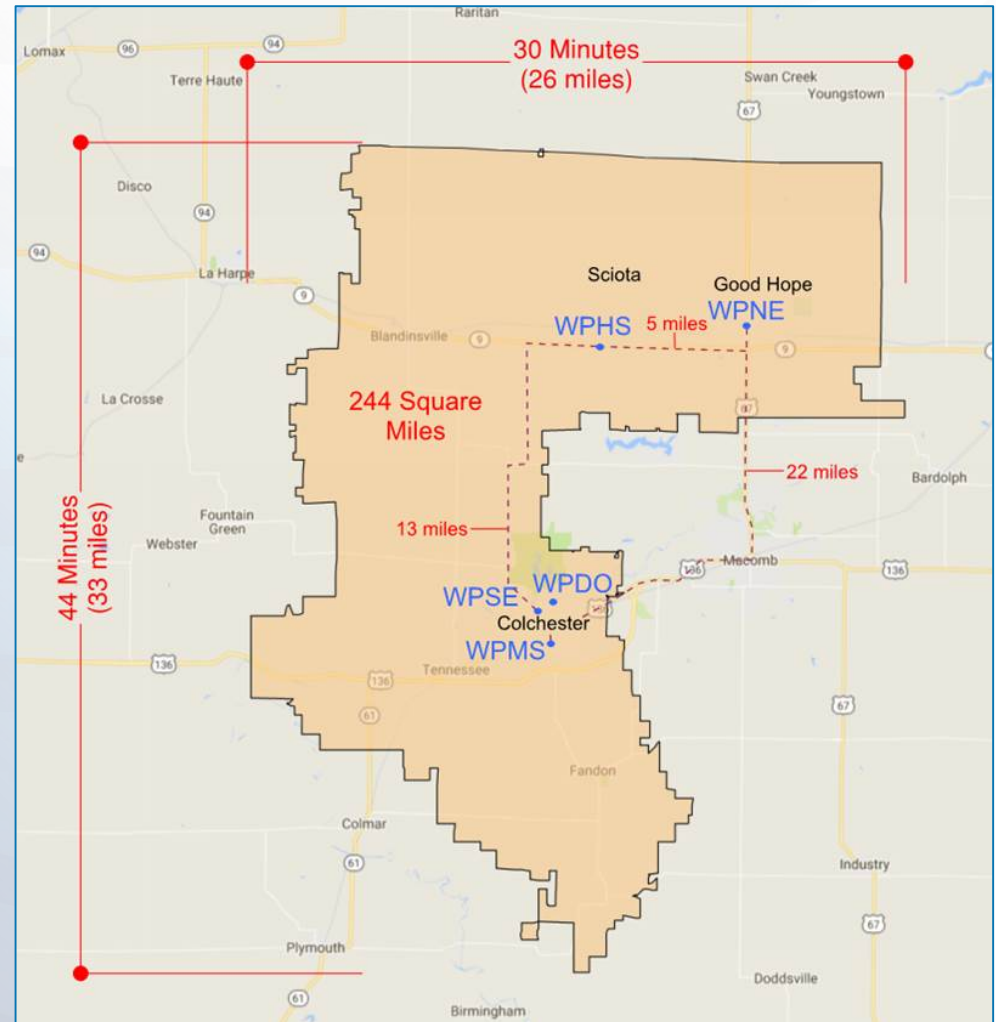 Raritan
Lomax
96
94
30 Minutes
(26 miles)
Terre Haute
Swan Creek
67
Youngstown
Disco
94
94
La Harpe
9
Sciota
Good Hope
WPNE
WPHS
5 miles
Blandinsville
9
9
La Crosse
244 Square
Miles
67
22 miles
Bardolph
44 Minutes
(33 miles)
Fountain
Green
13 miles
Webster
Macomb
136
136
WPDO
WPSE
Colchester
WPMS
136
Tennessee
136
61
67
Fandon
Colmar
61
Industry
67
Plymouth
Doddsville
61
Birmingham